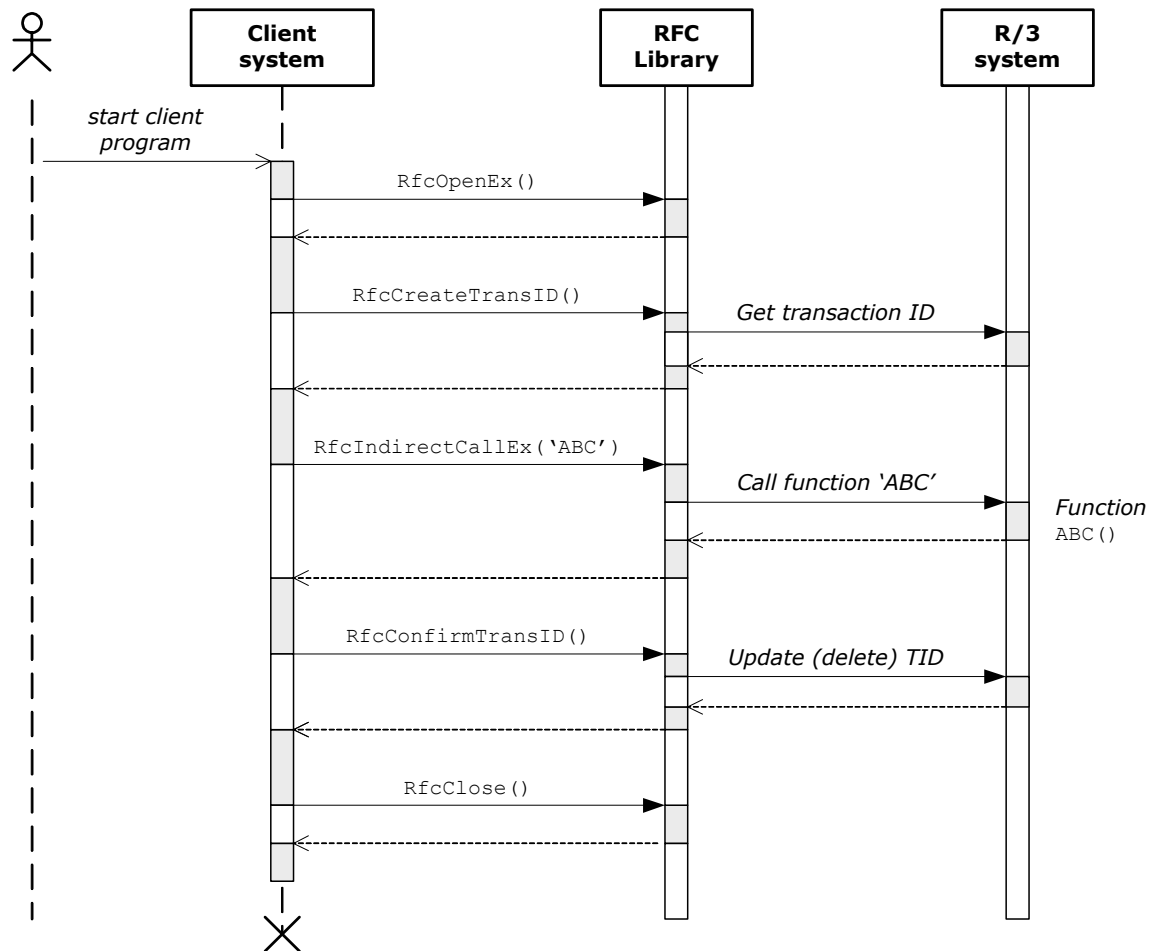 Client
system
RFC
Library
R/3
system
start client
program
RfcOpenEx()
RfcCreateTransID()
Get transaction ID
RfcIndirectCallEx(‘ABC’)
Call function ‘ABC’
Function
ABC()
RfcConfirmTransID()
Update (delete) TID
RfcClose()